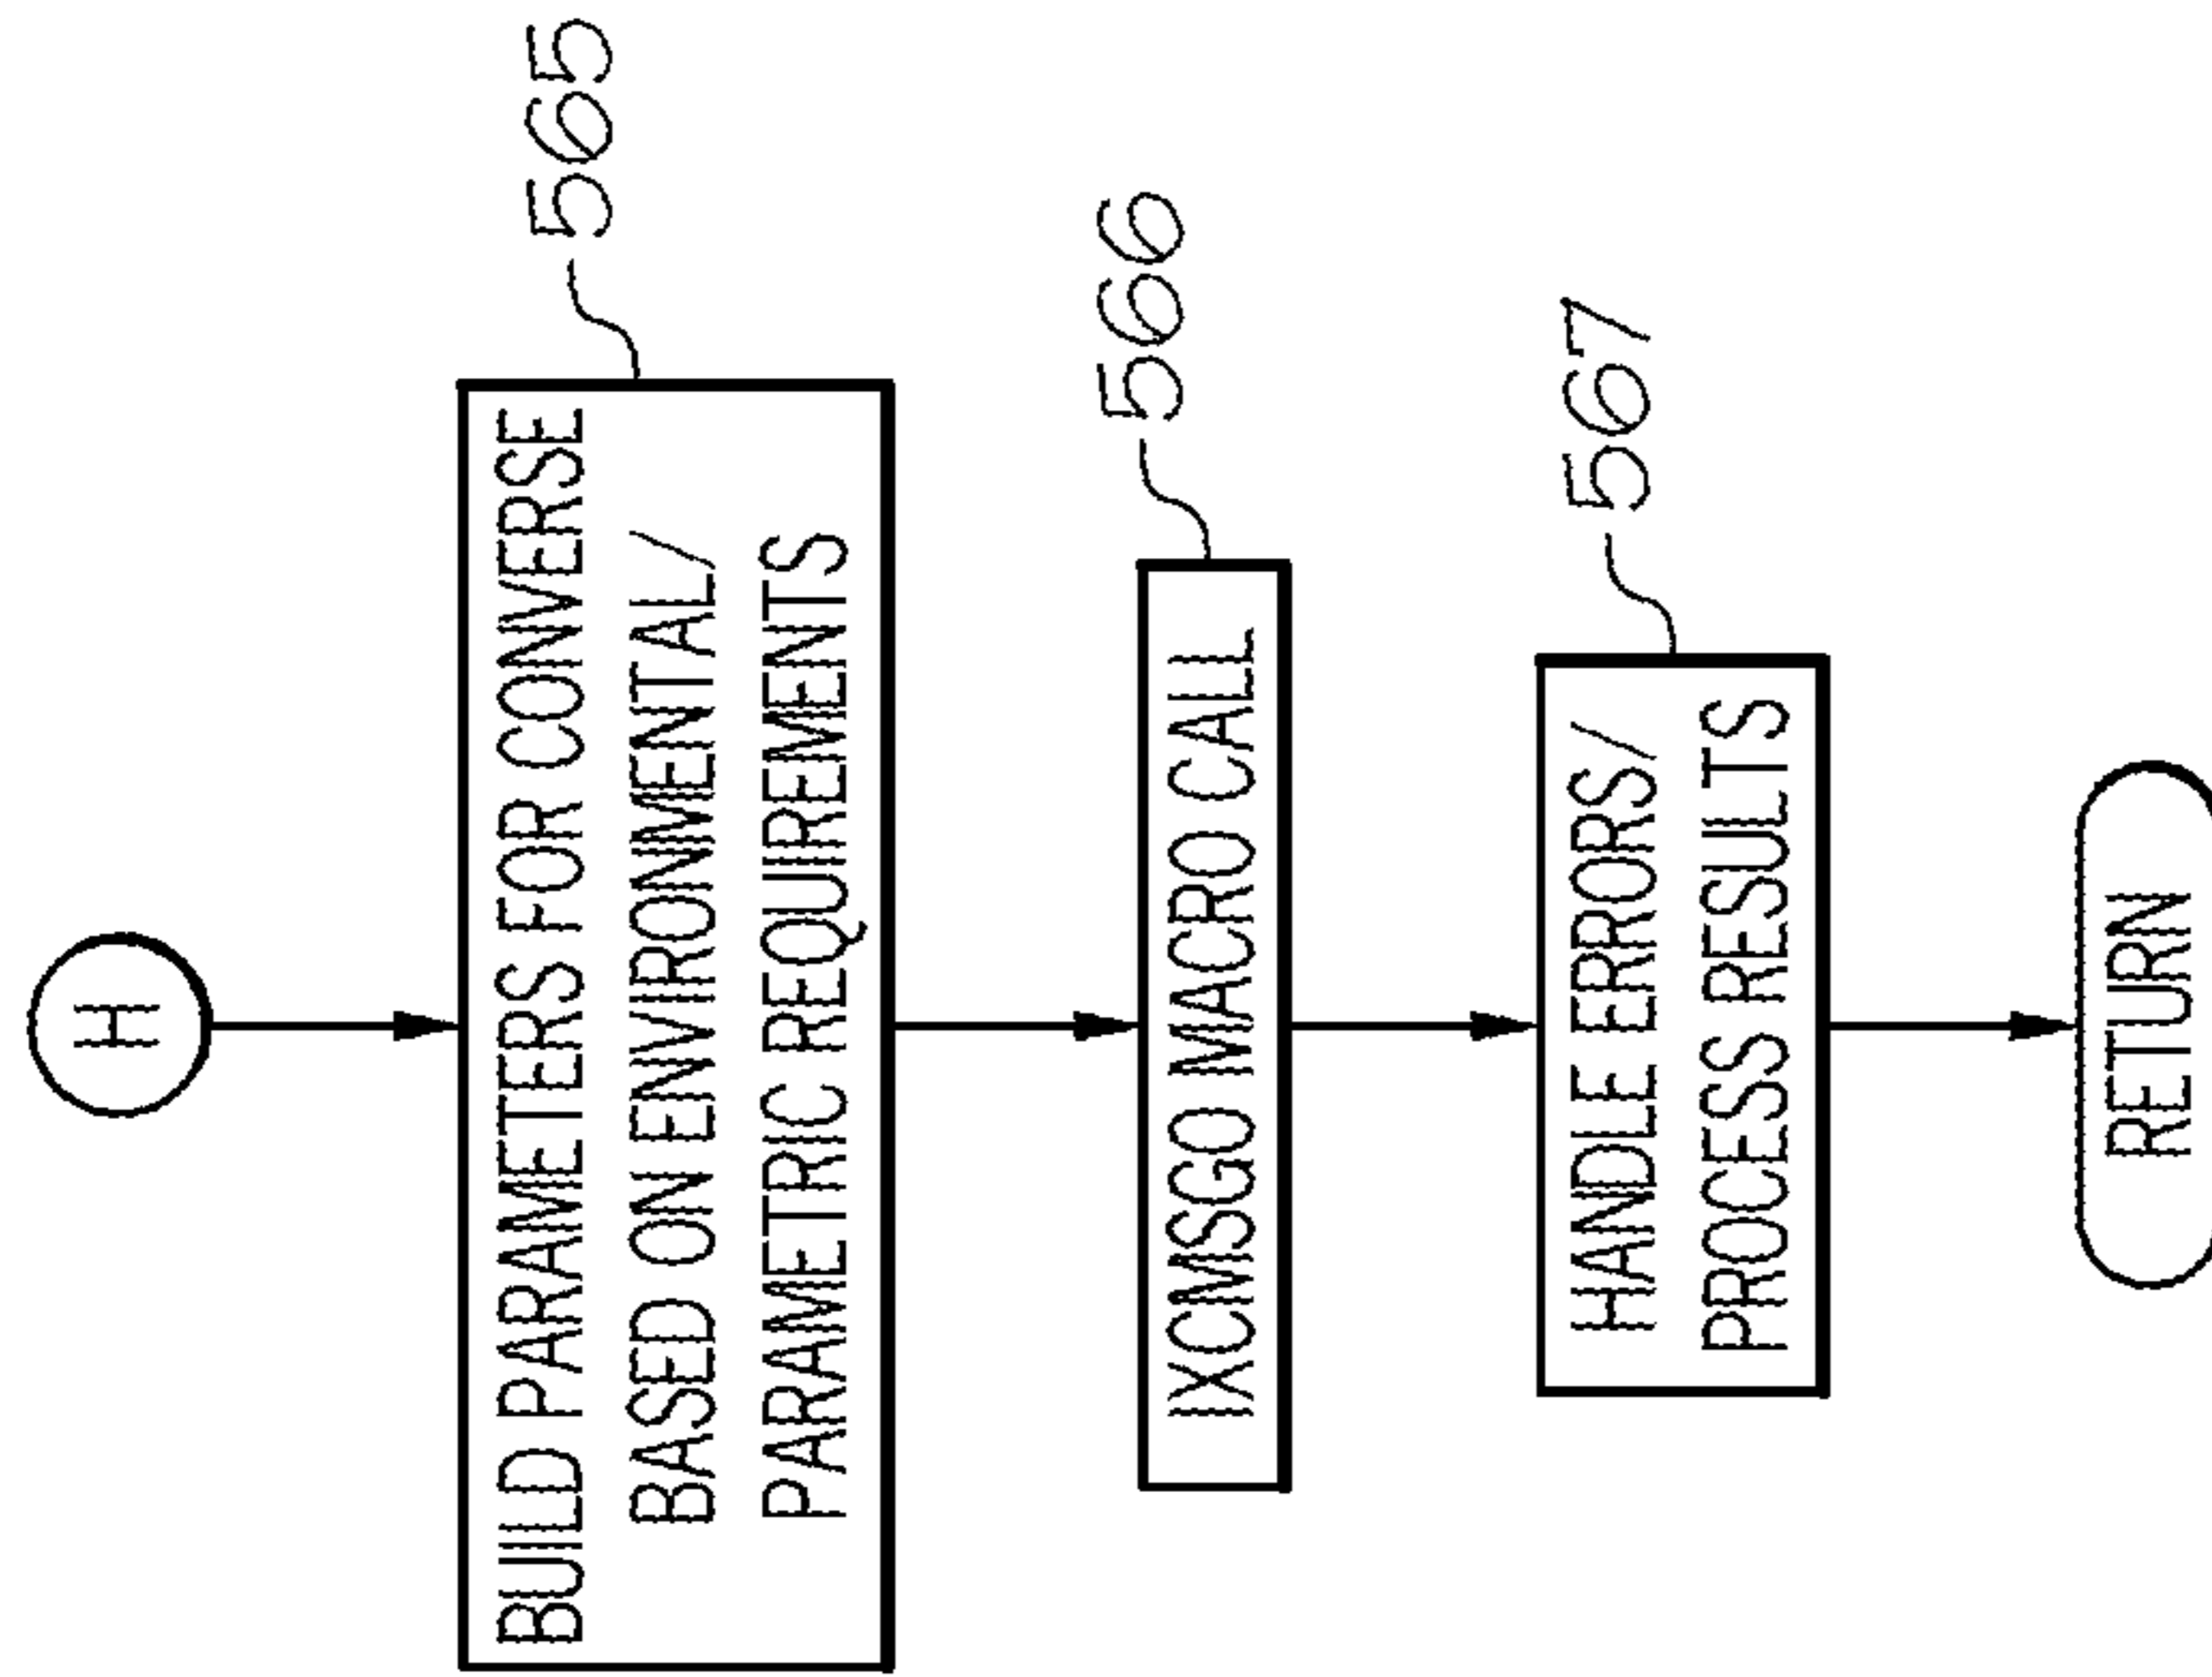 H
565
BUILD PARAMETERS FOR CONVERSE
BASED ON ENVIRONMENTAL/
PARAMETRIC REQUIREMENTS
566
IXCMSGO MACRO CALL
567
HANDLE ERRORS/
PROCESS RESULTS
RETURN